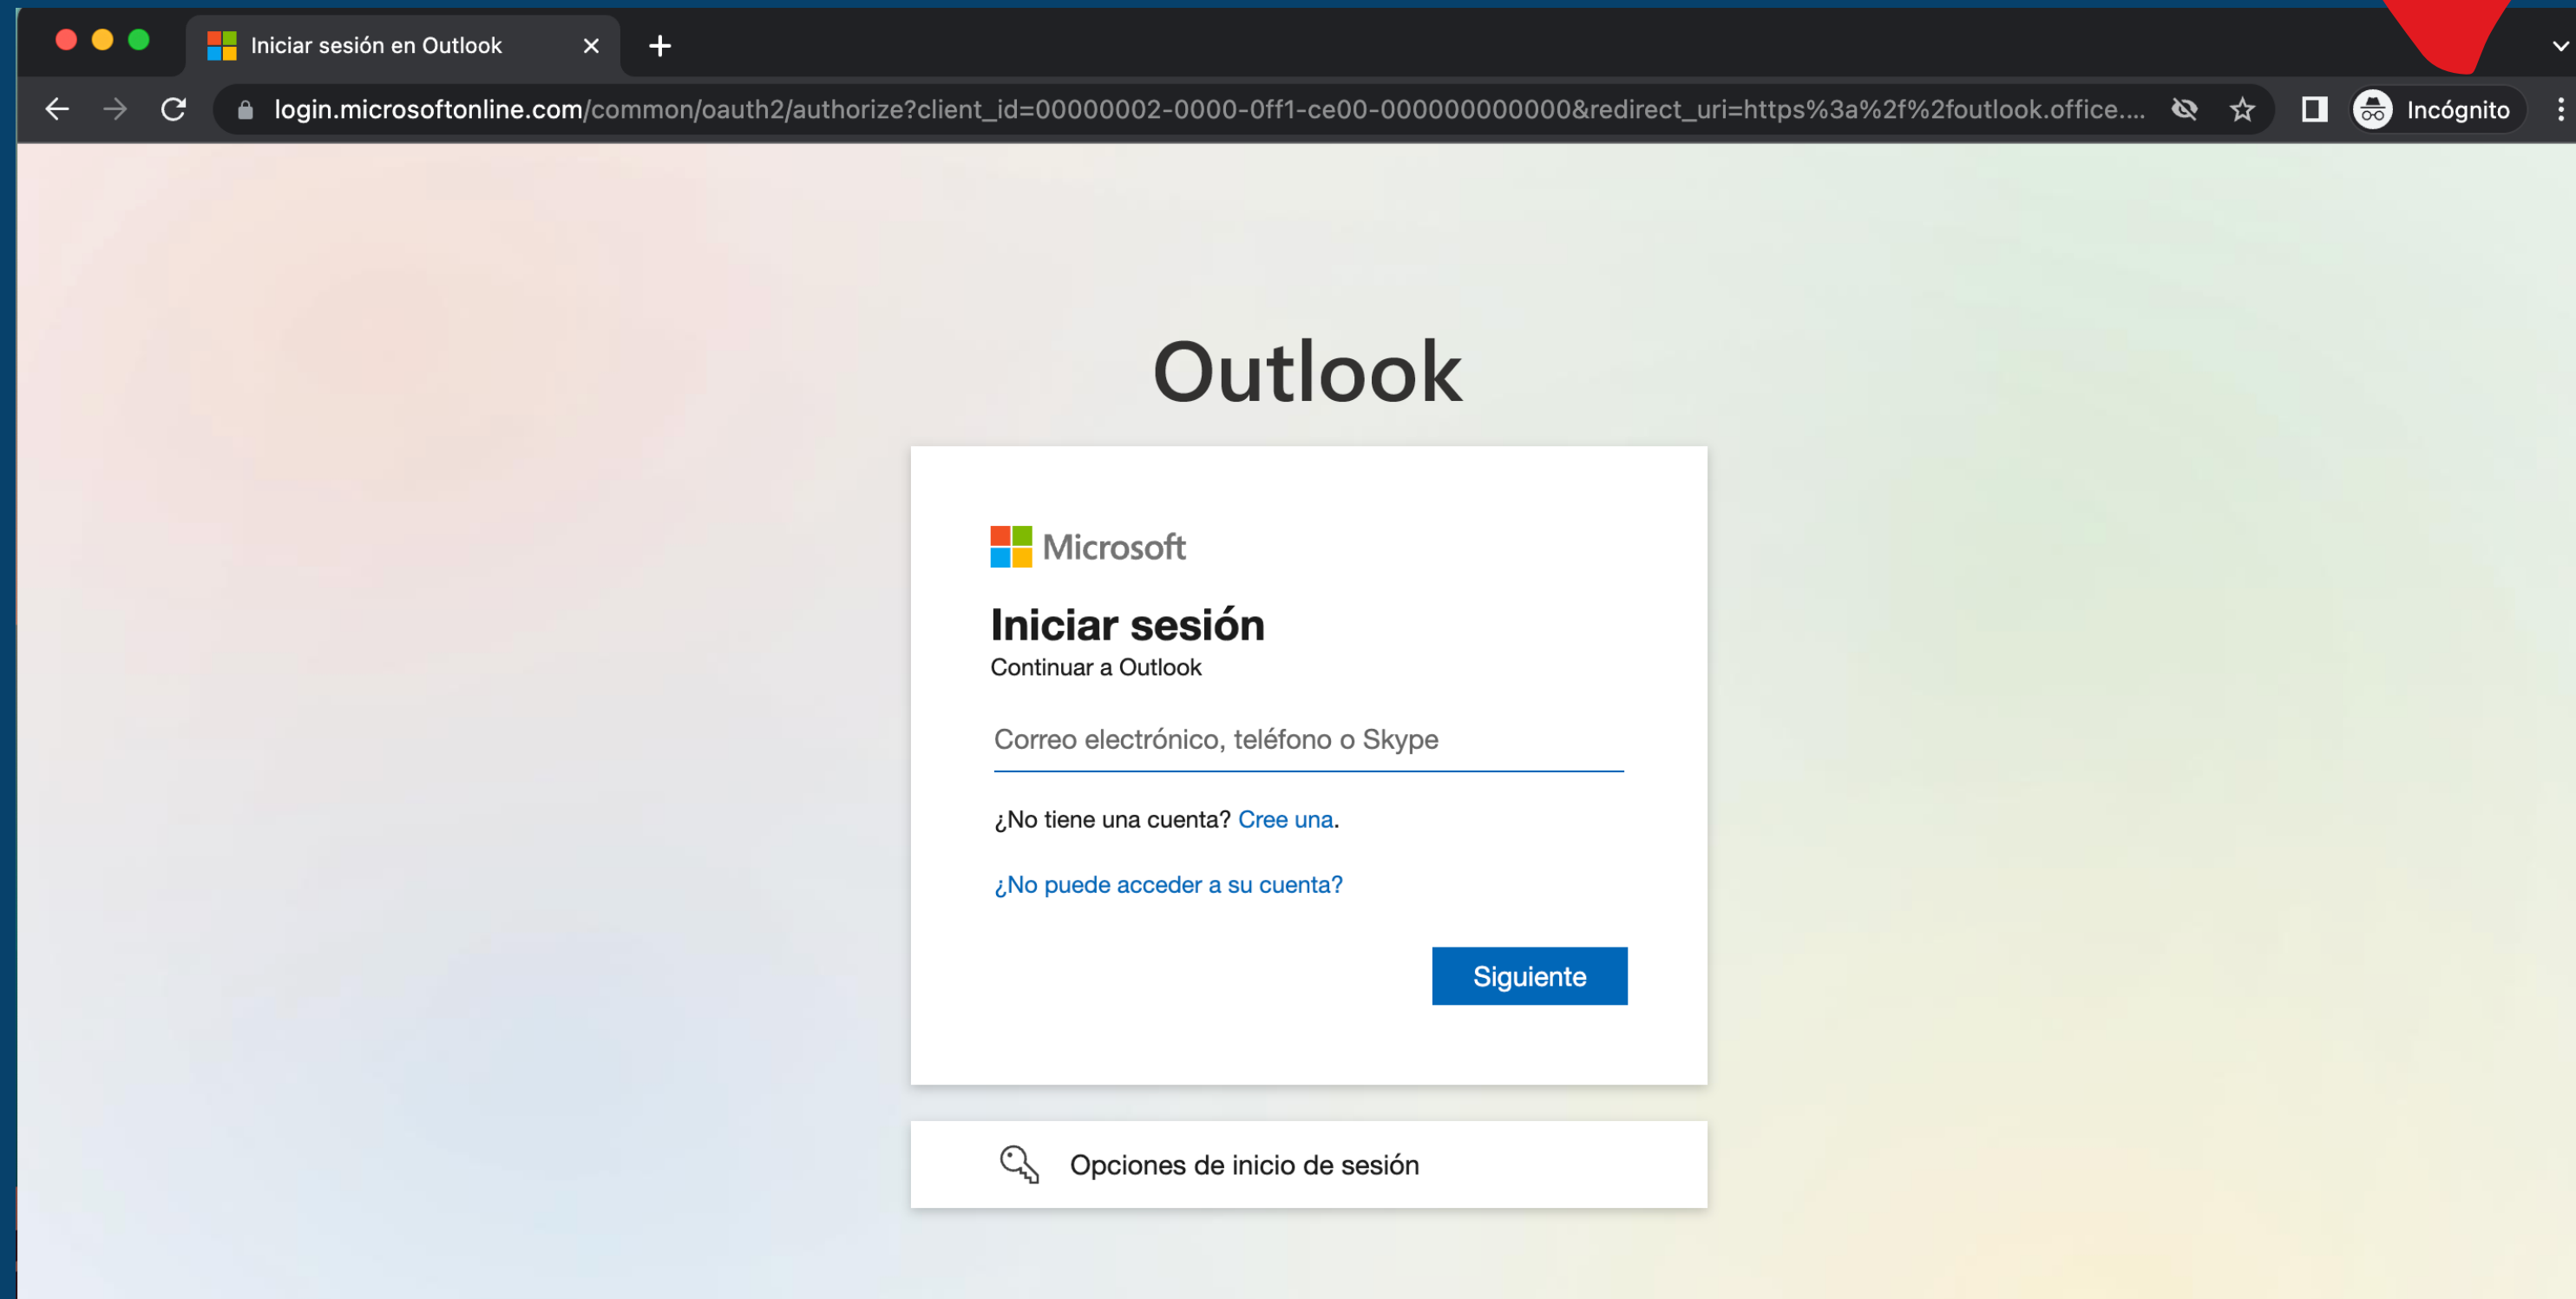 Iniciar sesión en Outlook
login.microsoftonline.com/common/oauth2/authorize?client_id=00000002-0000-0ff1-ce00-000000000000&redirect_uri=https%3a%2f%2foutlook.office....
Incógnito
Outlook
Microsoft
Iniciar sesión
Continuar a Outlook
Correo electrónico, teléfono o Skype
¿No tiene una cuenta? Cree una.
¿No puede acceder a su cuenta?
Siguiente
Opciones de inicio de sesión